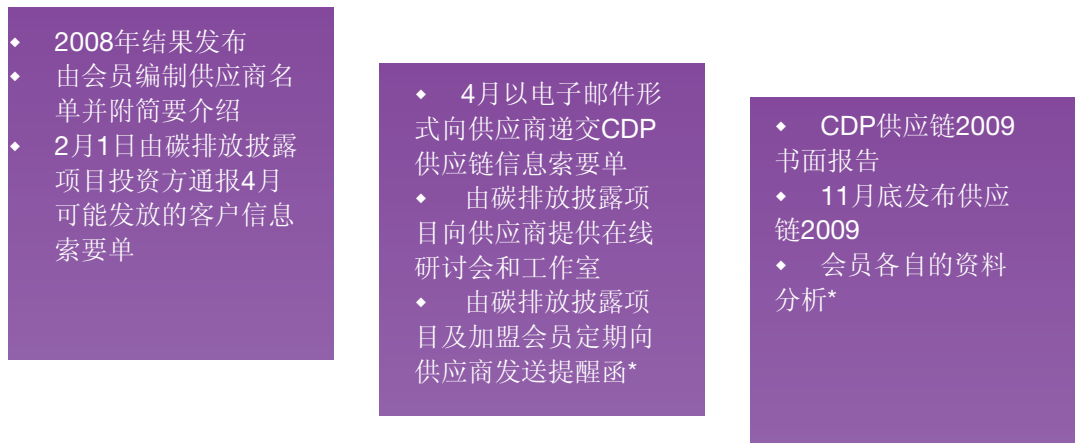 ◆ 2008年结果发布
◆ 由会员编制供应商名
单并附简要介绍
◆ 2月1日由碳排放披露
项目投资方通报4月
可能发放的客户信息
索要单
◆ 4月以电子邮件形
式向供应商递交CDP
供应链信息索要单
◆ 由碳排放披露项
目向供应商提供在线
研讨会和工作室
◆ 由碳排放披露项
目及加盟会员定期向
供应商发送提醒函*
◆ CDP供应链2009
书面报告
◆ 11月底发布供应
链2009
◆ 会员各自的资料
分析*